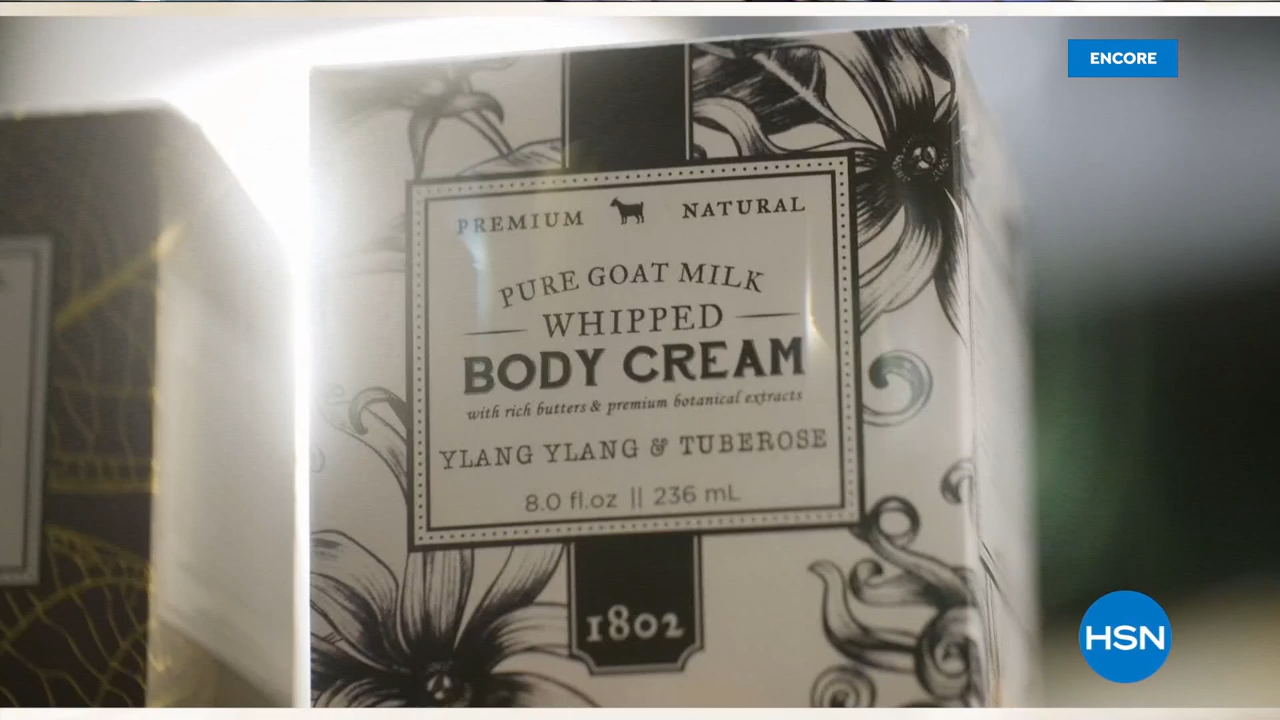 ENCORE
PREMIUM NATURAL
PURE GOAT MILK
WHIPPED
BODY CREAM
with rich butters & premium botanical extracts
YLANG YLANG & TUBEROSE
8.0 fl.oz || 236 mL
1802
HSN